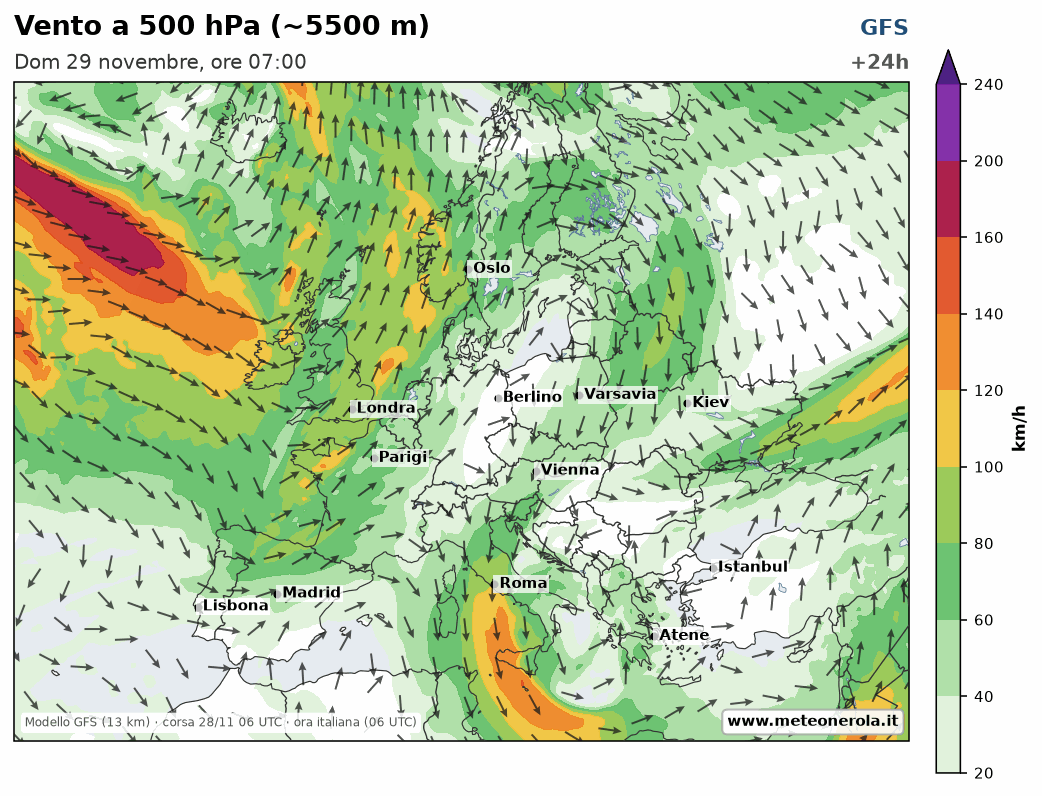 Vento a 500 hPa (~5500 m)
GFS
Dom 29 novembre, ore 07:00
+24h
240
200
160
140
120
100
80
60
40
20
km/h
Oslo
Londra
Berlino
Varsavia
Kiev
Parigi
Vienna
Roma
Istanbul
Madrid
Lisbona
Atene
Modello GFS (13 km) · corsa 28/11 06 UTC · ora italiana (06 UTC)
www.meteonerola.it